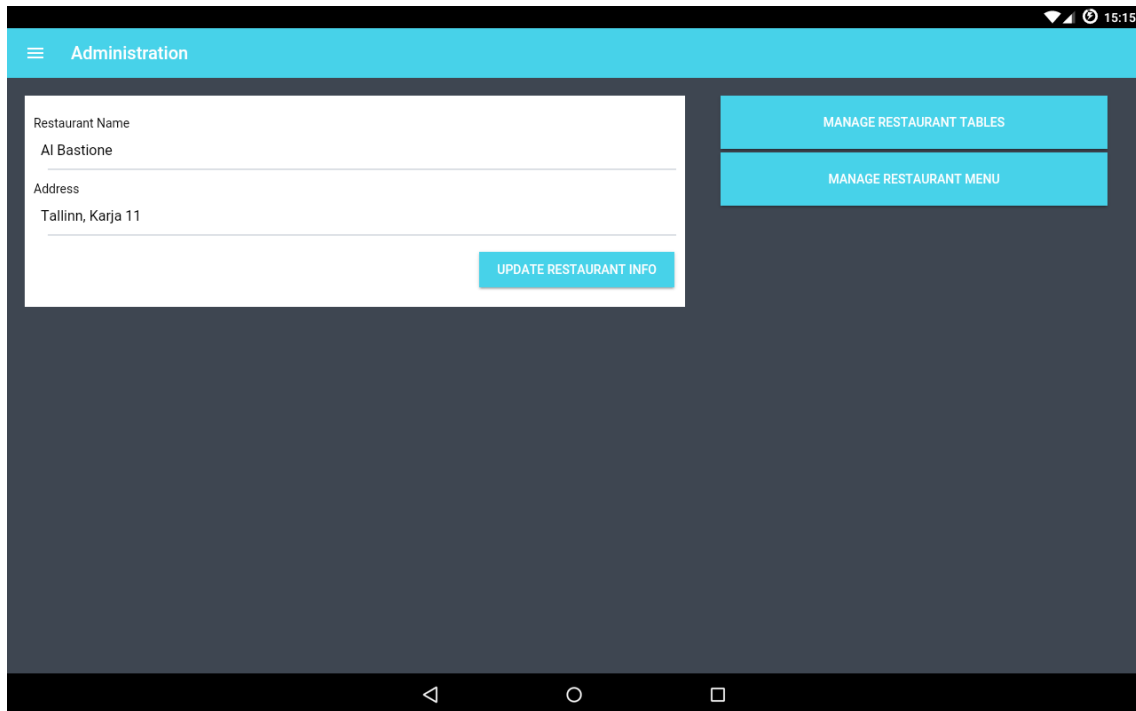 15:15
Administration
Restaurant Name
Al Bastione
Address
Tallinn, Karja 11
UPDATE RESTAURANT INFO
MANAGE RESTAURANT TABLES
MANAGE RESTAURANT MENU